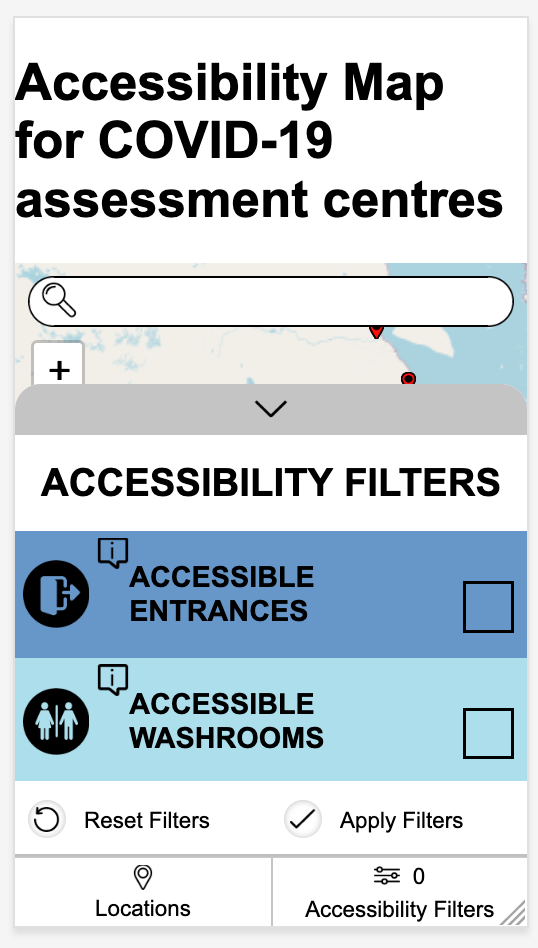 Accessibility Map
for COVID-19
assessment centres
+
ACCESSIBILITY FILTERS
i
ACCESSIBLE
ENTRANCES
i
ACCESSIBLE
WASHROOMS
Reset Filters
Apply Filters
Locations
0
Accessibility Filters